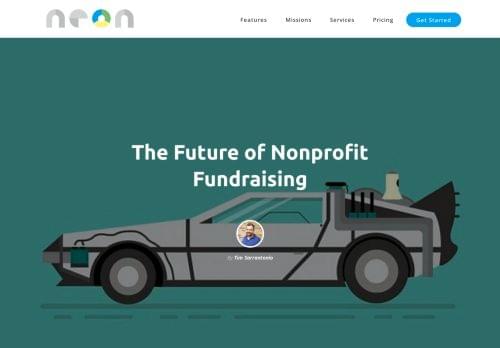 neon
Features
Missions
Services
Pricing
Get Started
The Future of Nonprofit
Fundraising
By Tim Sarrantonio